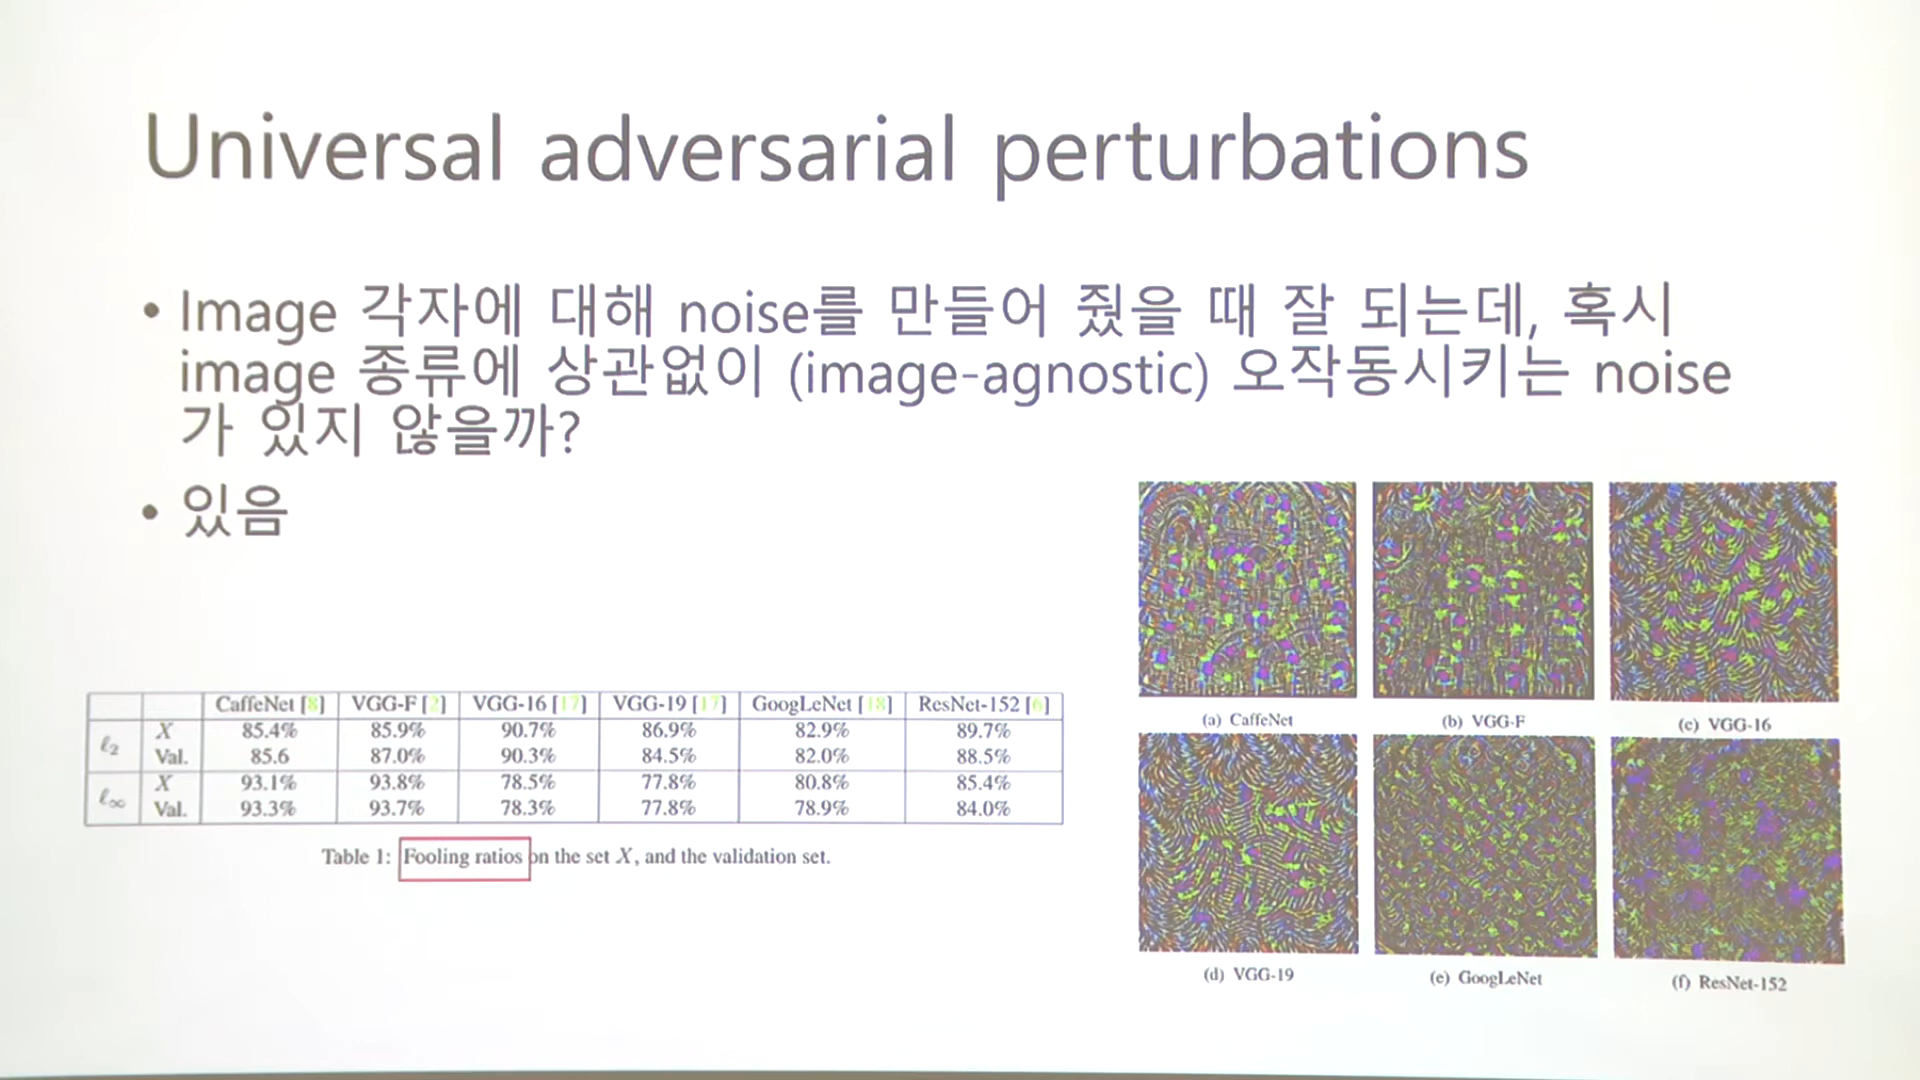 Universal adversarial perturbations
• Image 각자에 대해 noise를 만들어 줬을 때 잘 되는데, 혹시
image 종류에 상관없이 (image-agnostic) 오작동시키는 noise
가 있지 않을까?
• 있음
CaffeNet [8] VGG-F [2] VGG-16 [17] VGG-19 [17] GoogLeNet [18] ResNet-152 [6]
ℓ2 X 85.4% 85.9% 90.7% 86.9% 82.9% 89.7%
Val. 85.6 87.0% 90.3% 84.5% 82.0% 88.5%
ℓ∞ X 93.1% 93.8% 78.5% 77.8% 80.8% 85.4%
Val. 93.3% 93.7% 78.3% 77.8% 78.9% 84.0%
Table 1: Fooling ratios on the set X, and the validation set.
(a) CaffeNet
(b) VGG-F
(c) VGG-16
(d) VGG-19
(e) GoogLeNet
(f) ResNet-152